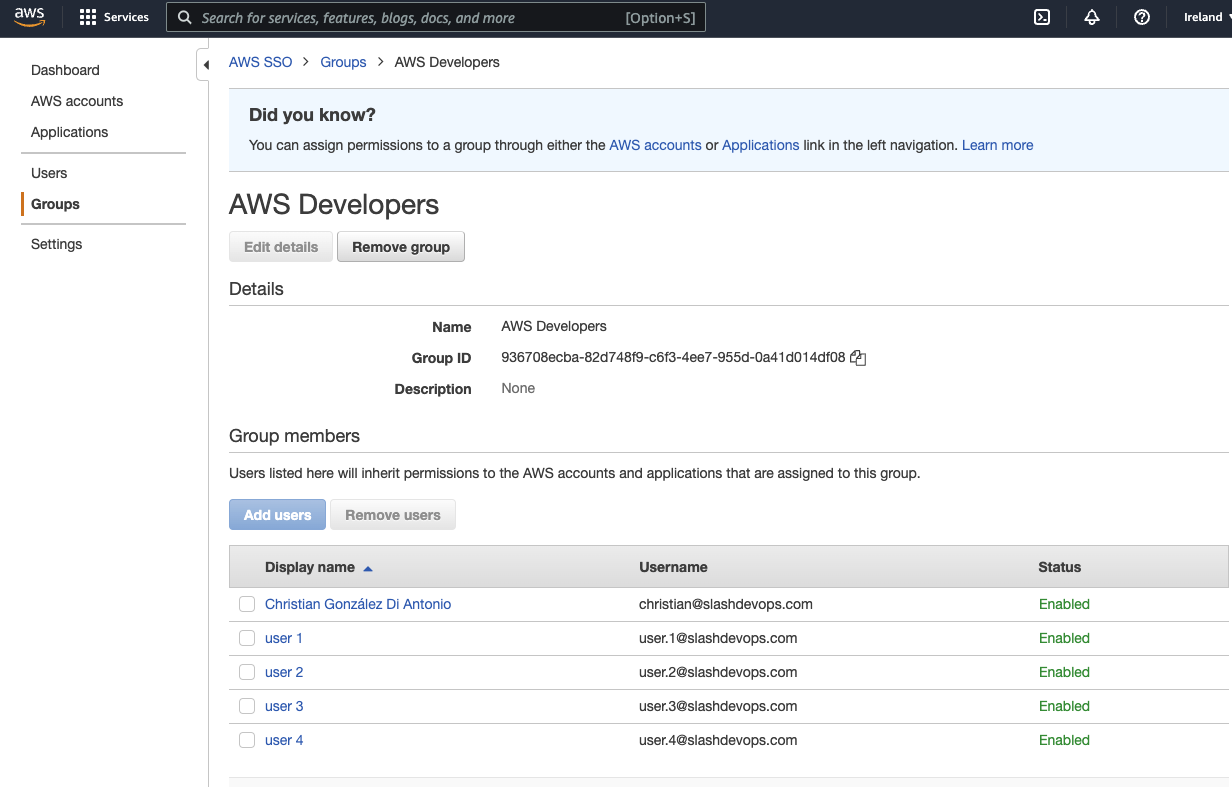 aws Services Search for services, features, blogs, docs, and more [Option+S] Ireland
Dashboard
AWS accounts
Applications
Users
Groups
Settings
AWS SSO > Groups > AWS Developers
Did you know?
You can assign permissions to a group through either the AWS accounts or Applications link in the left navigation. Learn more
AWS Developers
Edit details Remove group
Details
Name AWS Developers
Group ID 936708ecba-82d748f9-c6f3-4ee7-955d-0a41d014df08
Description None
Group members
Users listed here will inherit permissions to the AWS accounts and applications that are assigned to this group.
Add users Remove users
Display name Username Status
Christian González Di Antonio christian@slashdevops.com Enabled
user 1 user.1@slashdevops.com Enabled
user 2 user.2@slashdevops.com Enabled
user 3 user.3@slashdevops.com Enabled
user 4 user.4@slashdevops.com Enabled